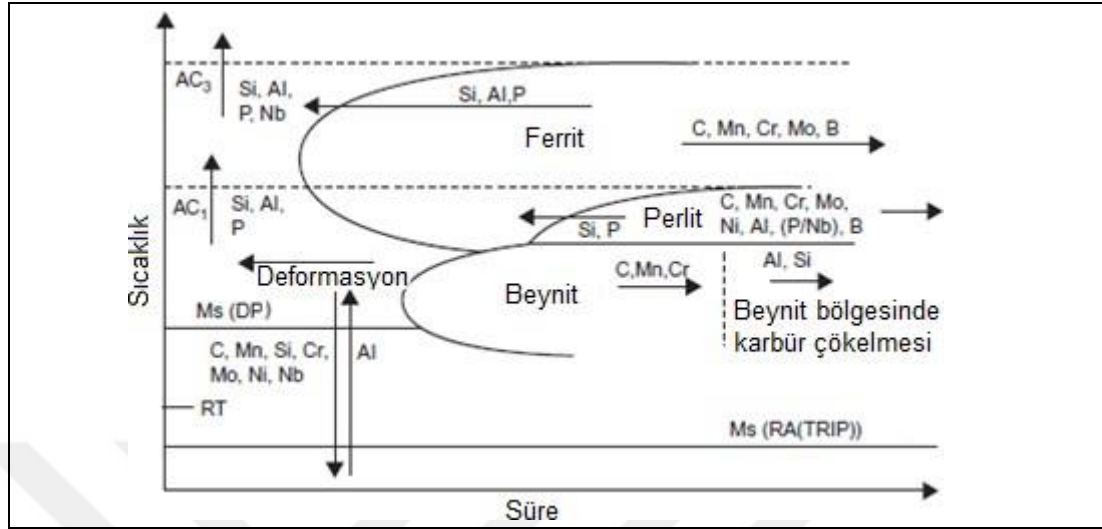 AC3
Si, Al,
P, Nb
Si, Al,P
Ferrit
C, Mn, Cr, Mo, B
AC1
Si, Al,
P
Si, P
Perlit
C, Mn, Cr, Mo,
Ni, Al, (P/Nb), B
Sıcaklık
Deformasyon
Beynit
C,Mn,Cr
Al, Si
Beynit bölgesinde
karbür çökelmesi
Ms (DP)
C, Mn, Si, Cr,
Mo, Ni, Nb
Al
RT
Ms (RA(TRIP))
Süre